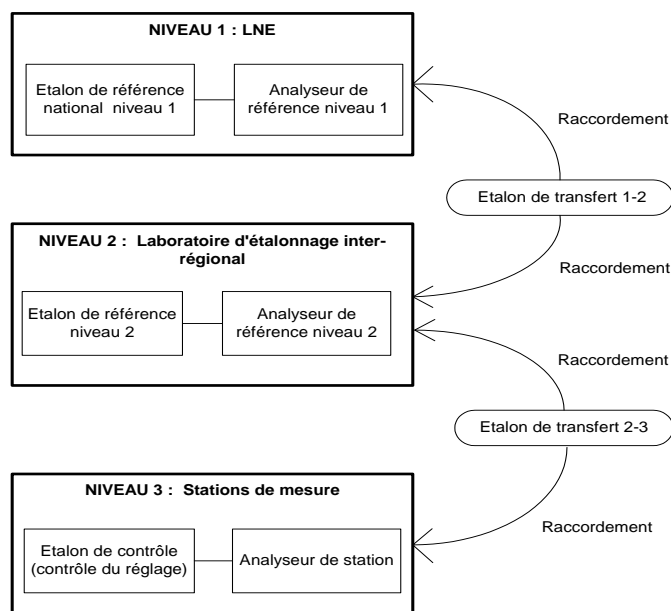 NIVEAU 1 : LNE
Etalon de référence
national niveau 1
Analyseur de
référence niveau 1
Raccordement
Etalon de transfert 1-2
Raccordement
NIVEAU 2 : Laboratoire d'étalonnage inter-
régional
Etalon de référence
niveau 2
Analyseur de
référence niveau 2
Raccordement
Etalon de transfert 2-3
Raccordement
NIVEAU 3 : Stations de mesure
Etalon de contrôle
(contrôle du réglage)
Analyseur de station